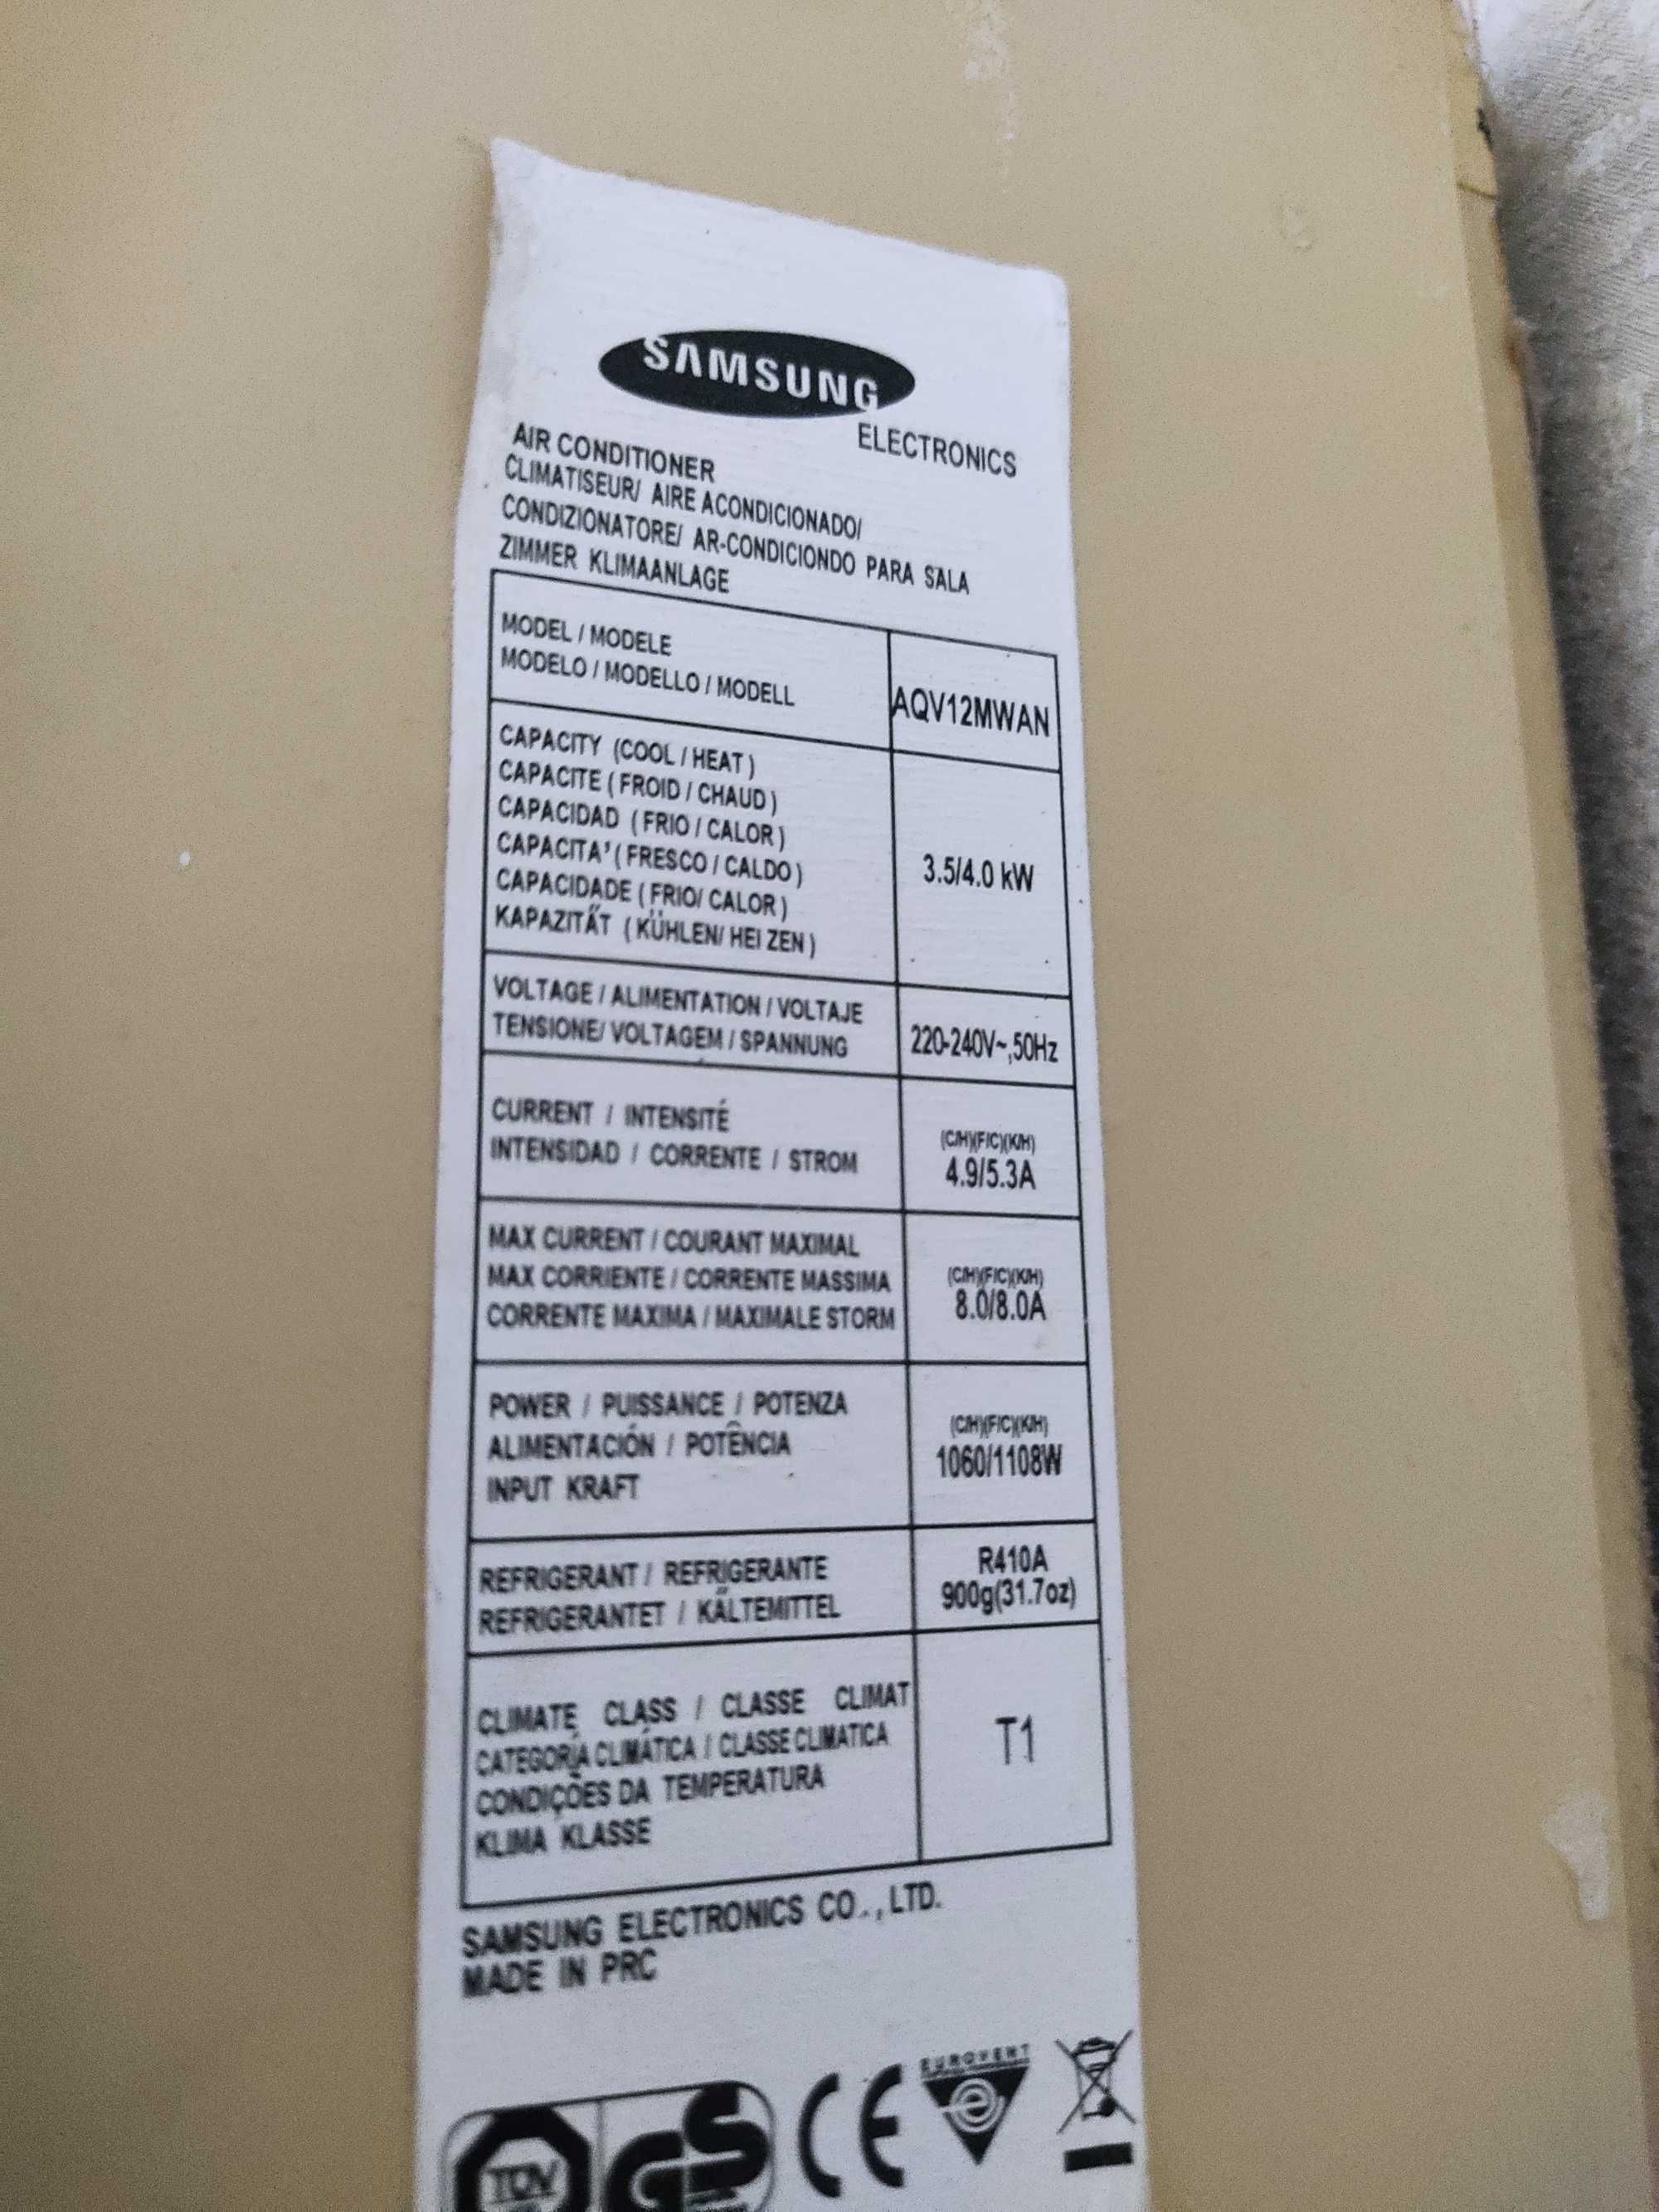 SAMSUNG
ELECTRONICS
AIR CONDITIONER
CLIMATISEUR/ AIRE ACONDICIONADO/
CONDIZIONATORE/ AR-CONDICIONDO PARA SALA
ZIMMER KLIMAANLAGE
MODEL / MODELE
MODELO / MODELLO / MODELL
AQV12MWAN
CAPACITY (COOL / HEAT )
CAPACITE ( FROID / CHAUD )
CAPACIDAD ( FRIO / CALOR )
CAPACITA' ( FRESCO / CALDO )
CAPACIDADE ( FRIO/ CALOR )
KAPAZITÄT ( KÜHLEN/ HEI ZEN )
3.5/4.0 kW
VOLTAGE / ALIMENTATION / VOLTAJE
TENSIONE/ VOLTAGEM / SPANNUNG
220-240V~,50Hz
CURRENT / INTENSITÉ
INTENSIDAD / CORRENTE / STROM
(C/H)(F/C)(K/H)
4.9/5.3A
MAX CURRENT / COURANT MAXIMAL
MAX CORRIENTE / CORRENTE MASSIMA
CORRENTE MAXIMA / MAXIMALE STORM
(C/H)(F/C)(K/H)
8.0/8.0A
POWER / PUISSANCE / POTENZA
ALIMENTACIÓN / POTÊNCIA
INPUT KRAFT
(C/H)(F/C)(K/H)
1060/1108W
REFRIGERANT / REFRIGERANTE
REFRIGERANTET / KÄLTEMITTEL
R410A
900g(31.7oz)
CLIMATE CLASS / CLASSE CLIMAT
CATEGORÍA CLIMÁTICA / CLASSE CLIMATICA
CONDIÇÕES DA TEMPERATURA
KLIMA KLASSE
T1
SAMSUNG ELECTRONICS CO., LTD.
MADE IN PRC
TÜV
GS
CE
EUROVENT